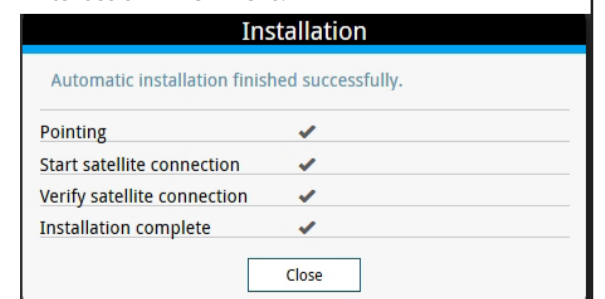 Installation
Automatic installation finished successfully.
Pointing ✔
Start satellite connection ✔
Verify satellite connection ✔
Installation complete ✔
Close